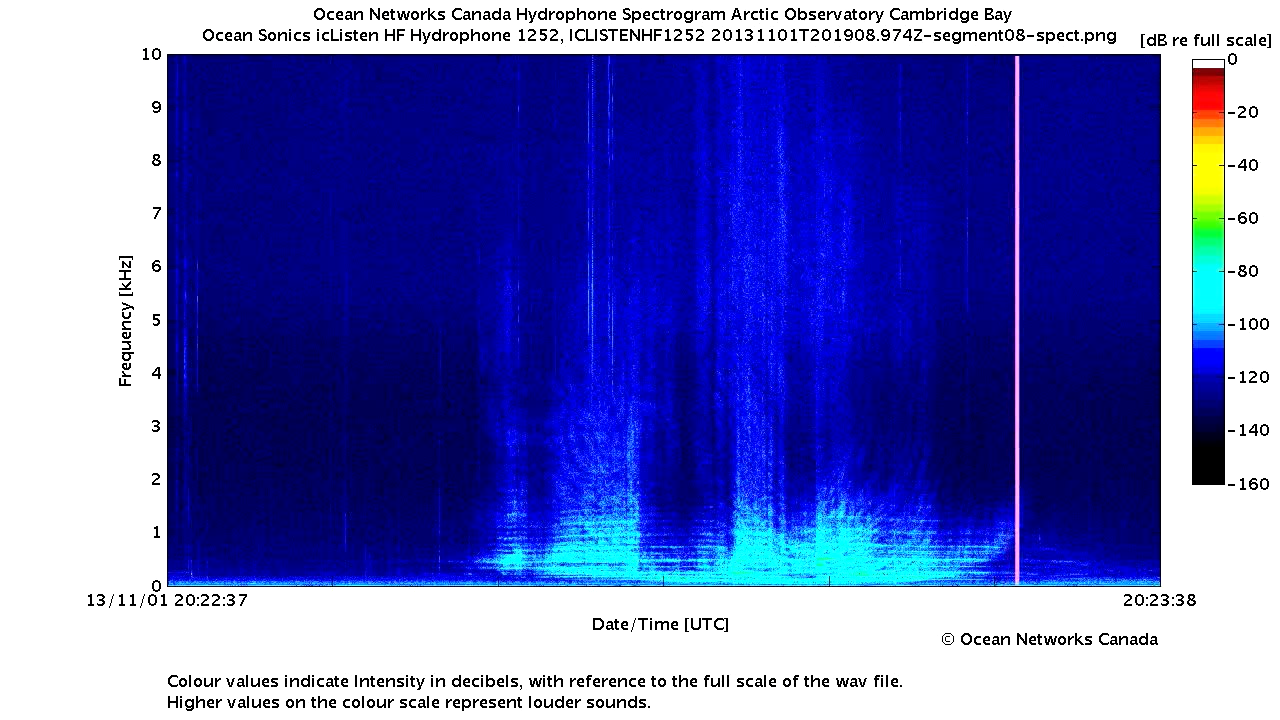 Ocean Networks Canada Hydrophone Spectrogram Arctic Observatory Cambridge Bay
Ocean Sonics icListen HF Hydrophone 1252, ICLISTENHF1252 20131101T201908.974Z-segment08-spect.png
[dB re full scale]
10
9
8
7
6
5
4
3
2
1
0
Frequency [kHz]
0
-20
-40
-60
-80
-100
-120
-140
-160
13/11/01 20:22:37
20:23:38
Date/Time [UTC]
© Ocean Networks Canada
Colour values indicate Intensity in decibels, with reference to the full scale of the wav file.
Higher values on the colour scale represent louder sounds.